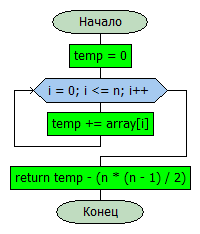 Начало
temp = 0
i = 0; i <= n; i++
temp += array[i]
return temp - (n * (n - 1) / 2)
Конец